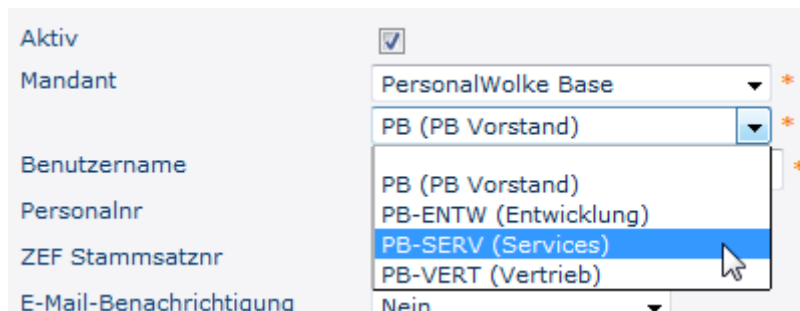 Aktiv
Mandant
PersonalWolke Base *
PB (PB Vorstand) *
Benutzername *
PB (PB Vorstand)
Personalnr
PB-ENTW (Entwicklung)
PB-SERV (Services)
ZEF Stammsatznr
PB-VERT (Vertrieb)
E-Mail-Benachrichtigung
Nein